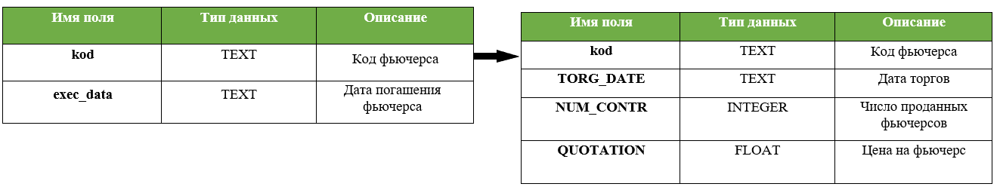 Имя поля Тип данных Описание
kod TEXT Код фьючерса
exec_data TEXT Дата погашения
фьючерса
Имя поля Тип данных Описание
kod TEXT Код фьючерса
TORG_DATE TEXT Дата торгов
NUM_CONTR INTEGER Число проданных
фьючерсов
QUOTATION FLOAT Цена на фьючерс